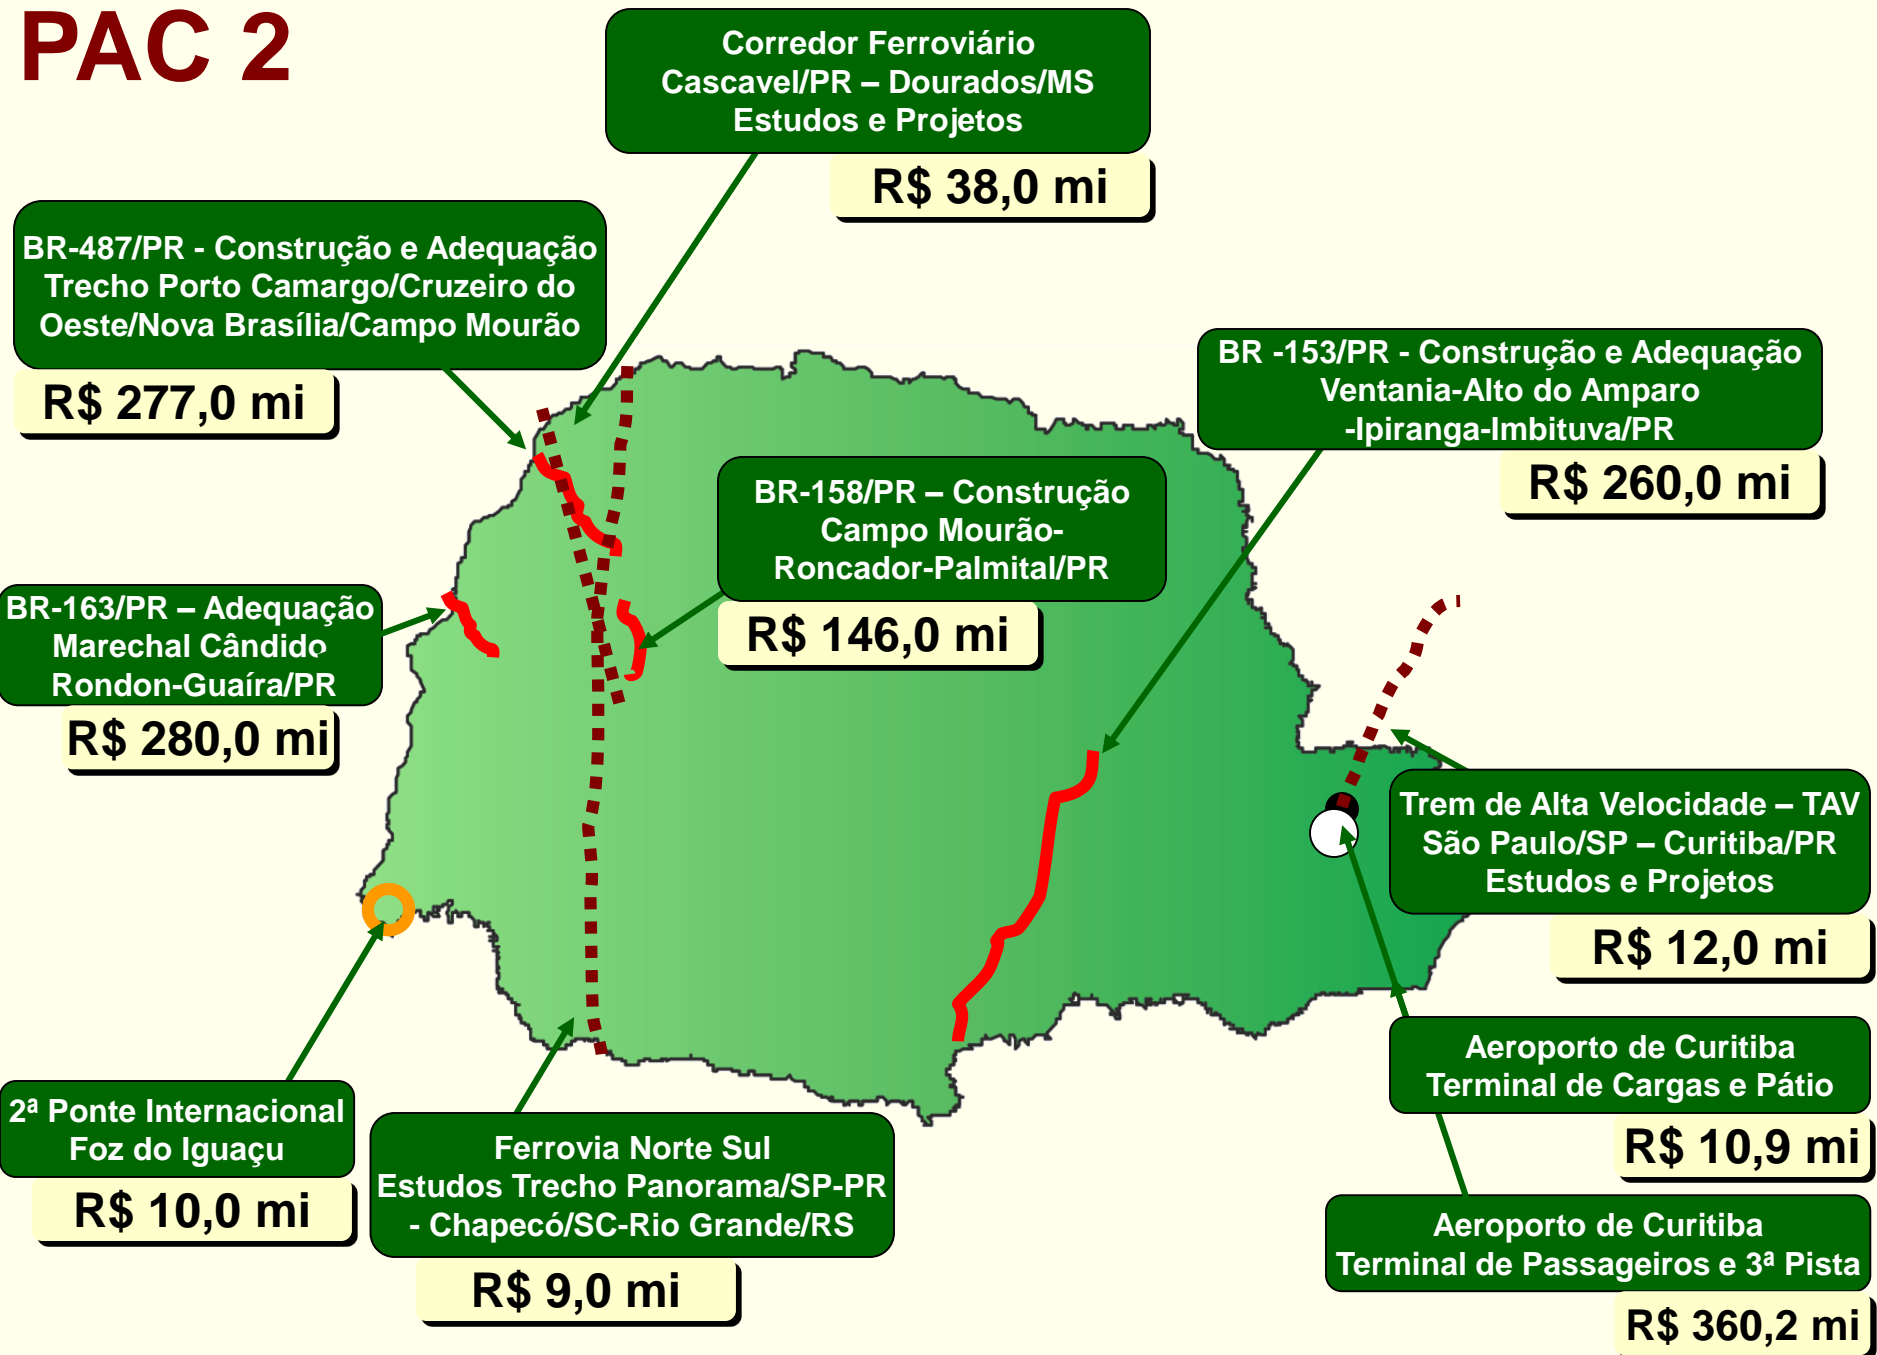 PAC 2
Corredor Ferroviário
Cascavel/PR – Dourados/MS
Estudos e Projetos
R$ 38,0 mi
BR-487/PR - Construção e Adequação
Trecho Porto Camargo/Cruzeiro do
Oeste/Nova Brasília/Campo Mourão
R$ 277,0 mi
BR -153/PR - Construção e Adequação
Ventania-Alto do Amparo
-Ipiranga-Imbituva/PR
R$ 260,0 mi
BR-158/PR – Construção
Campo Mourão-
Roncador-Palmital/PR
R$ 146,0 mi
BR-163/PR – Adequação
Marechal Cândido
Rondon-Guaíra/PR
R$ 280,0 mi
Trem de Alta Velocidade – TAV
São Paulo/SP – Curitiba/PR
Estudos e Projetos
R$ 12,0 mi
Aeroporto de Curitiba
Terminal de Cargas e Pátio
R$ 10,9 mi
2ª Ponte Internacional
Foz do Iguaçu
R$ 10,0 mi
Ferrovia Norte Sul
Estudos Trecho Panorama/SP-PR
- Chapecó/SC-Rio Grande/RS
R$ 9,0 mi
Aeroporto de Curitiba
Terminal de Passageiros e 3ª Pista
R$ 360,2 mi